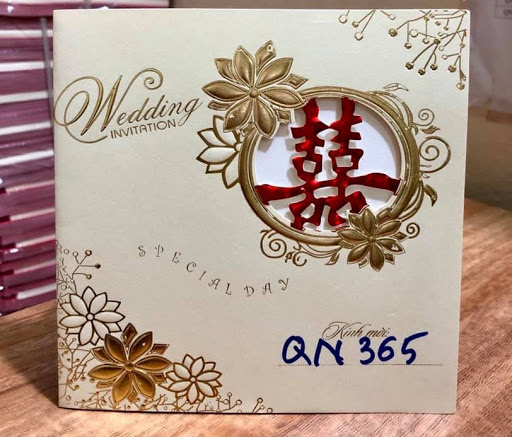 Wedding
INVITATION
囍
SPECIAL DAY
Kính mời:
QN 365